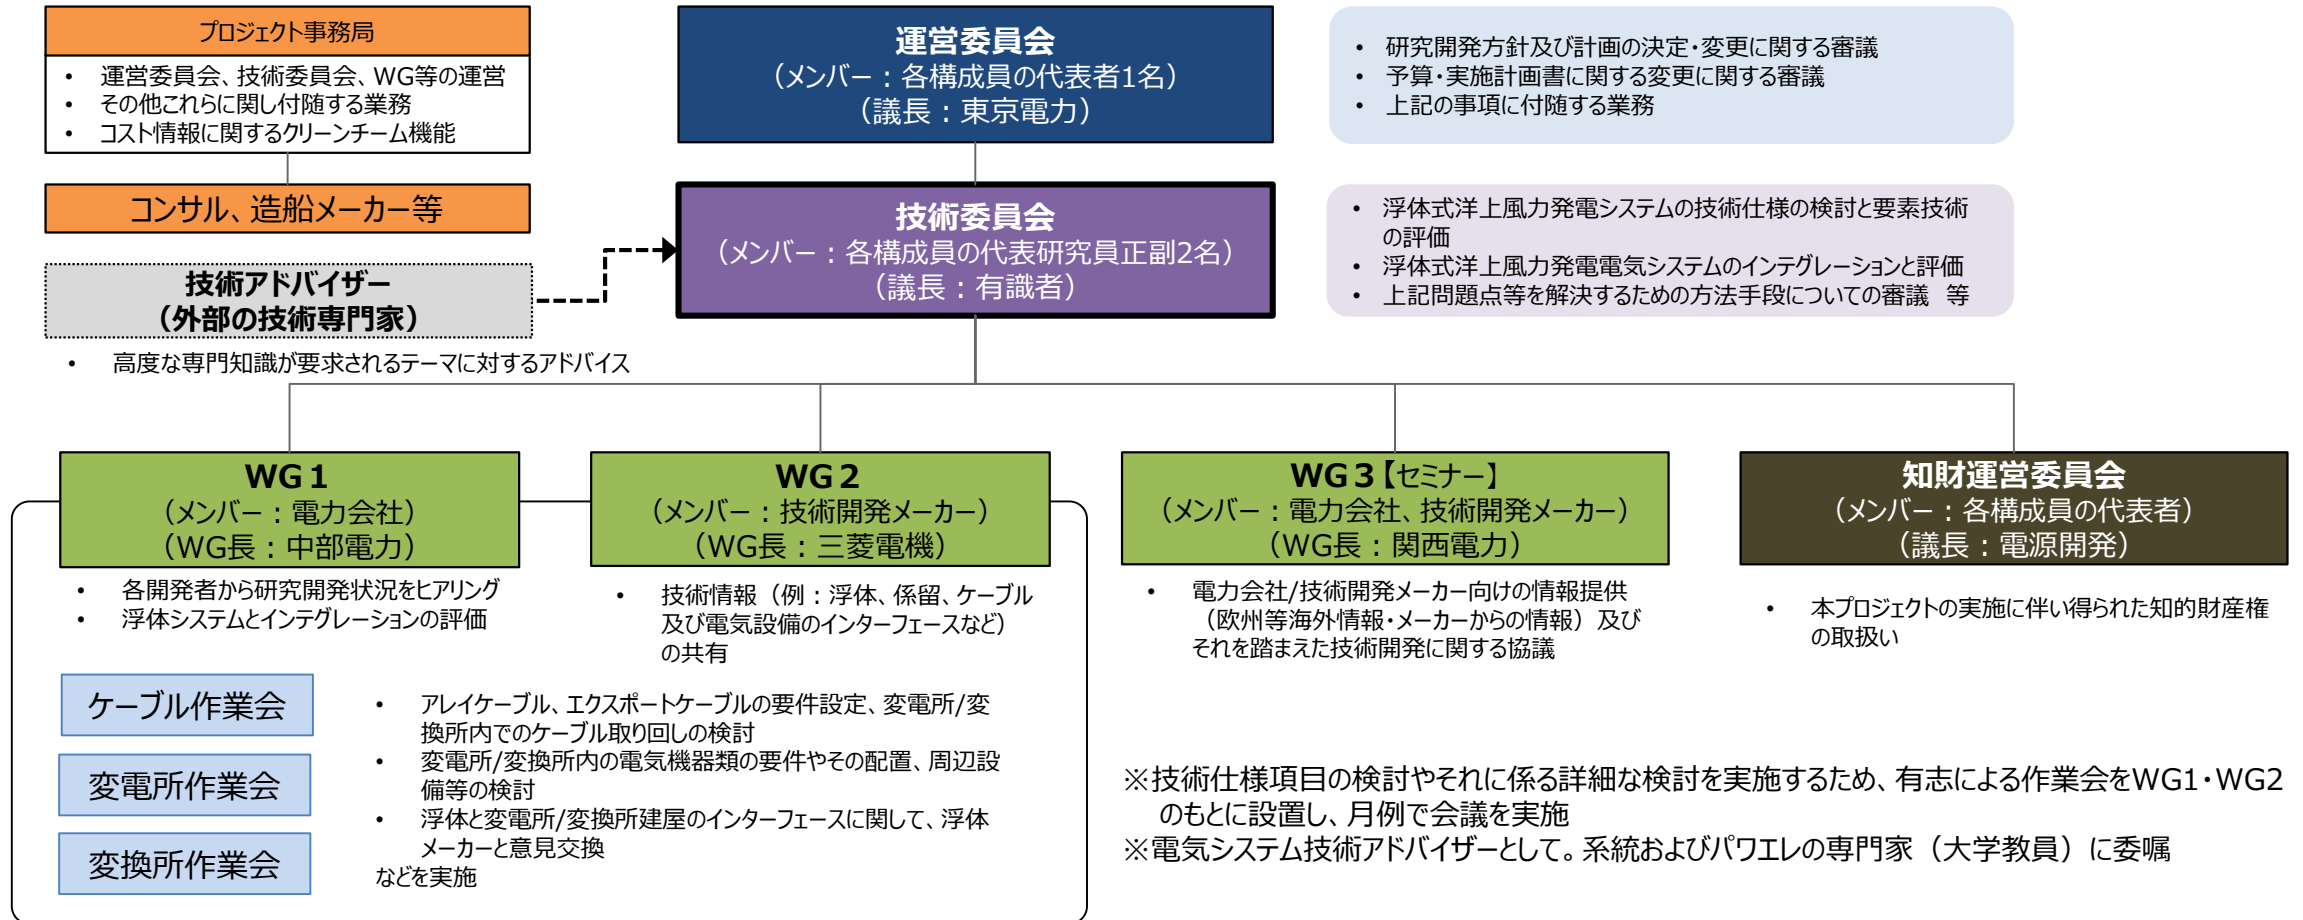 プロジェクト事務局
• 運営委員会、技術委員会、WG等の運営
• その他これらに関し付随する業務
• コスト情報に関するクリーンチーム機能
コンサル、造船メーカー等
技術アドバイザー
（外部の技術専門家）
• 高度な専門知識が要求されるテーマに対するアドバイス
運営委員会
（メンバー：各構成員の代表者1名）
（議長：東京電力）
• 研究開発方針及び計画の決定・変更に関する審議
• 予算・実施計画書に関する変更に関する審議
• 上記の事項に付随する業務
技術委員会
（メンバー：各構成員の代表研究員正副2名）
（議長：有識者）
• 浮体式洋上風力発電システムの技術仕様の検討と要素技術
の評価
• 浮体式洋上風力発電電気システムのインテグレーションと評価
• 上記問題点等を解決するための方法手段についての審議　等
WG１
（メンバー：電力会社）
（WG長：中部電力）
• 各開発者から研究開発状況をヒアリング
• 浮体システムとインテグレーションの評価
WG２
（メンバー：技術開発メーカー）
（WG長：三菱電機）
• 技術情報（例：浮体、係留、ケーブル
及び電気設備のインターフェースなど）
の共有
WG３【セミナー】
（メンバー：電力会社、技術開発メーカー）
（WG長：関西電力）
• 電力会社/技術開発メーカー向けの情報提供
（欧州等海外情報・メーカーからの情報）及び
それを踏まえた技術開発に関する協議
知財運営委員会
（メンバー：各構成員の代表者）
（議長：電源開発）
• 本プロジェクトの実施に伴い得られた知的財産権
の取扱い
ケーブル作業会
変電所作業会
変換所作業会
• アレイケーブル、エクスポートケーブルの要件設定、変電所/変
換所内でのケーブル取り回しの検討
• 変電所/変換所内の電気機器類の要件やその配置、周辺設
備等の検討
• 浮体と変電所/変換所建屋のインターフェースに関して、浮体
メーカーと意見交換
などを実施
※技術仕様項目の検討やそれに係る詳細な検討を実施するため、有志による作業会をWG1・WG2
のもとに設置し、月例で会議を実施
※電気システム技術アドバイザーとして。系統およびパワエレの専門家（大学教員）に委嘱